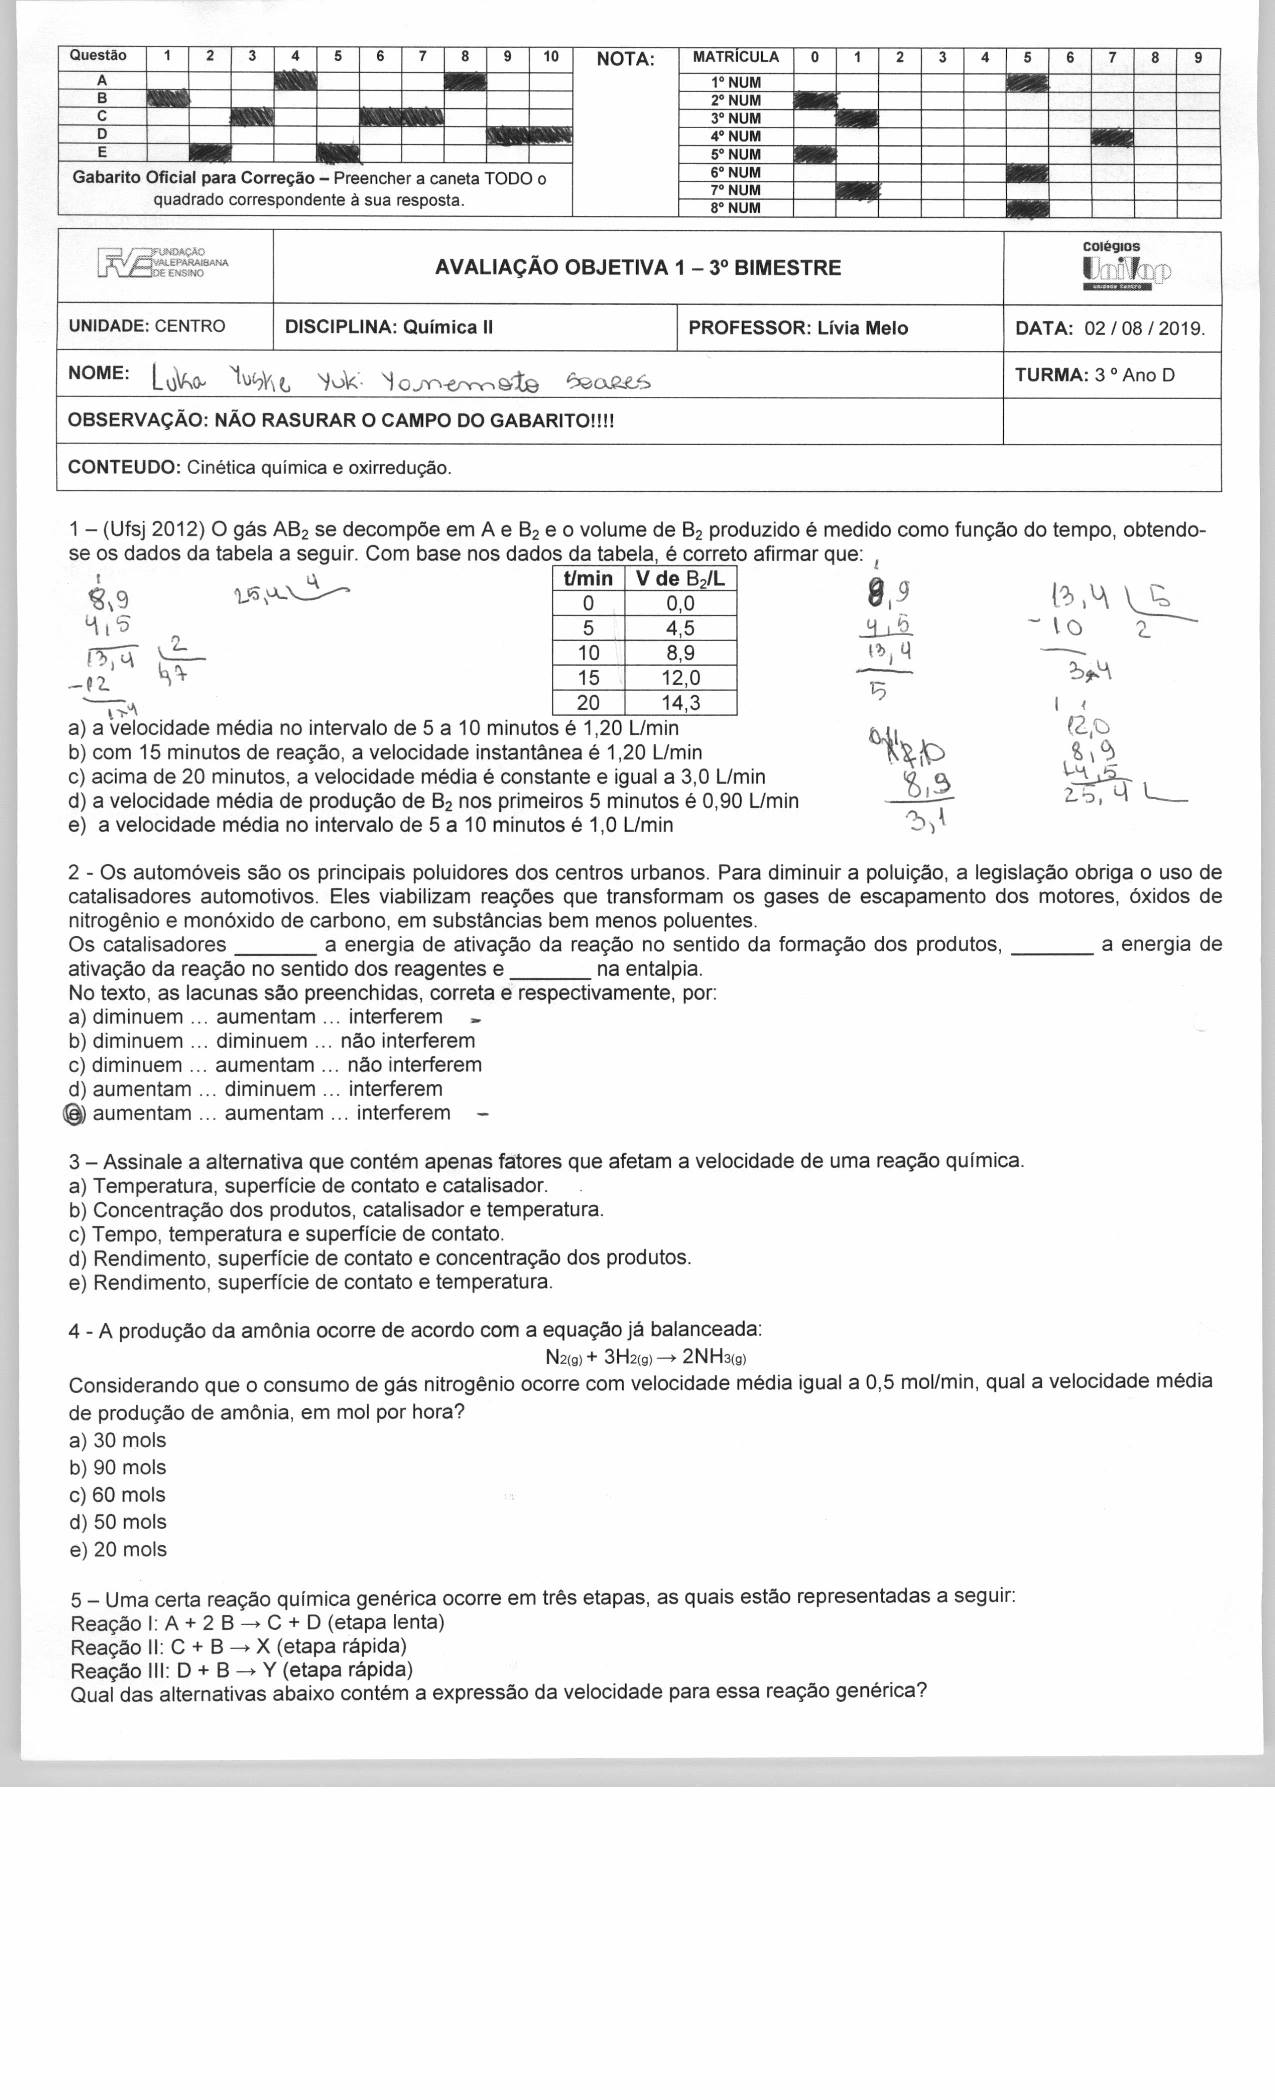 Questão 1 2 3 4 5 6 7 8 9 10 NOTA: MATRÍCULA 0 1 2 3 4 5 6 7 8 9
A 1º NUM
B 2º NUM
C 3º NUM
D 4º NUM
E 5º NUM
Gabarito Oficial para Correção – Preencher a caneta TODO o 6º NUM
quadrado correspondente à sua resposta. 7º NUM
8º NUM
FUNDAÇÃO
VALEPARAIBANA
DE ENSINO
AVALIAÇÃO OBJETIVA 1 – 3º BIMESTRE
Colégios
UniVap
unidade Centro
UNIDADE: CENTRO DISCIPLINA: Química II PROFESSOR: Lívia Melo DATA: 02 / 08 / 2019.
NOME: Luka Yuske Yuki Yamemoto Soares TURMA: 3 º Ano D
OBSERVAÇÃO: NÃO RASURAR O CAMPO DO GABARITO!!!!
CONTEUDO: Cinética química e oxirredução.
1 – (Ufsj 2012) O gás AB₂ se decompõe em A e B₂ e o volume de B₂ produzido é medido como função do tempo, obtendo-
se os dados da tabela a seguir. Com base nos dados da tabela, é correto afirmar que:
t/min V de B₂/L
0 0,0
5 4,5
10 8,9
15 12,0
20 14,3
8,9
4,5
13,4 2
-12
25,4 4
8,9
4,5
13,4
5
13,4 5
- 10 2
3,4
12,0
8,9
4,5
25,4
8,9
3,1
a) a velocidade média no intervalo de 5 a 10 minutos é 1,20 L/min
b) com 15 minutos de reação, a velocidade instantânea é 1,20 L/min
c) acima de 20 minutos, a velocidade média é constante e igual a 3,0 L/min
d) a velocidade média de produção de B₂ nos primeiros 5 minutos é 0,90 L/min
e) a velocidade média no intervalo de 5 a 10 minutos é 1,0 L/min
2 - Os automóveis são os principais poluidores dos centros urbanos. Para diminuir a poluição, a legislação obriga o uso de
catalisadores automotivos. Eles viabilizam reações que transformam os gases de escapamento dos motores, óxidos de
nitrogênio e monóxido de carbono, em substâncias bem menos poluentes.
Os catalisadores ________ a energia de ativação da reação no sentido da formação dos produtos, ________ a energia de
ativação da reação no sentido dos reagentes e ________ na entalpia.
No texto, as lacunas são preenchidas, correta e respectivamente, por:
a) diminuem ... aumentam ... interferem -
b) diminuem ... diminuem ... não interferem
c) diminuem ... aumentam ... não interferem
d) aumentam ... diminuem ... interferem
e) aumentam ... aumentam ... interferem -
3 – Assinale a alternativa que contém apenas fatores que afetam a velocidade de uma reação química.
a) Temperatura, superfície de contato e catalisador.
b) Concentração dos produtos, catalisador e temperatura.
c) Tempo, temperatura e superfície de contato.
d) Rendimento, superfície de contato e concentração dos produtos.
e) Rendimento, superfície de contato e temperatura.
4 - A produção da amônia ocorre de acordo com a equação já balanceada:
N2(g) + 3H2(g) → 2NH3(g)
Considerando que o consumo de gás nitrogênio ocorre com velocidade média igual a 0,5 mol/min, qual a velocidade média
de produção de amônia, em mol por hora?
a) 30 mols
b) 90 mols
c) 60 mols
d) 50 mols
e) 20 mols
5 – Uma certa reação química genérica ocorre em três etapas, as quais estão representadas a seguir:
Reação I: A + 2 B → C + D (etapa lenta)
Reação II: C + B → X (etapa rápida)
Reação III: D + B → Y (etapa rápida)
Qual das alternativas abaixo contém a expressão da velocidade para essa reação genérica?